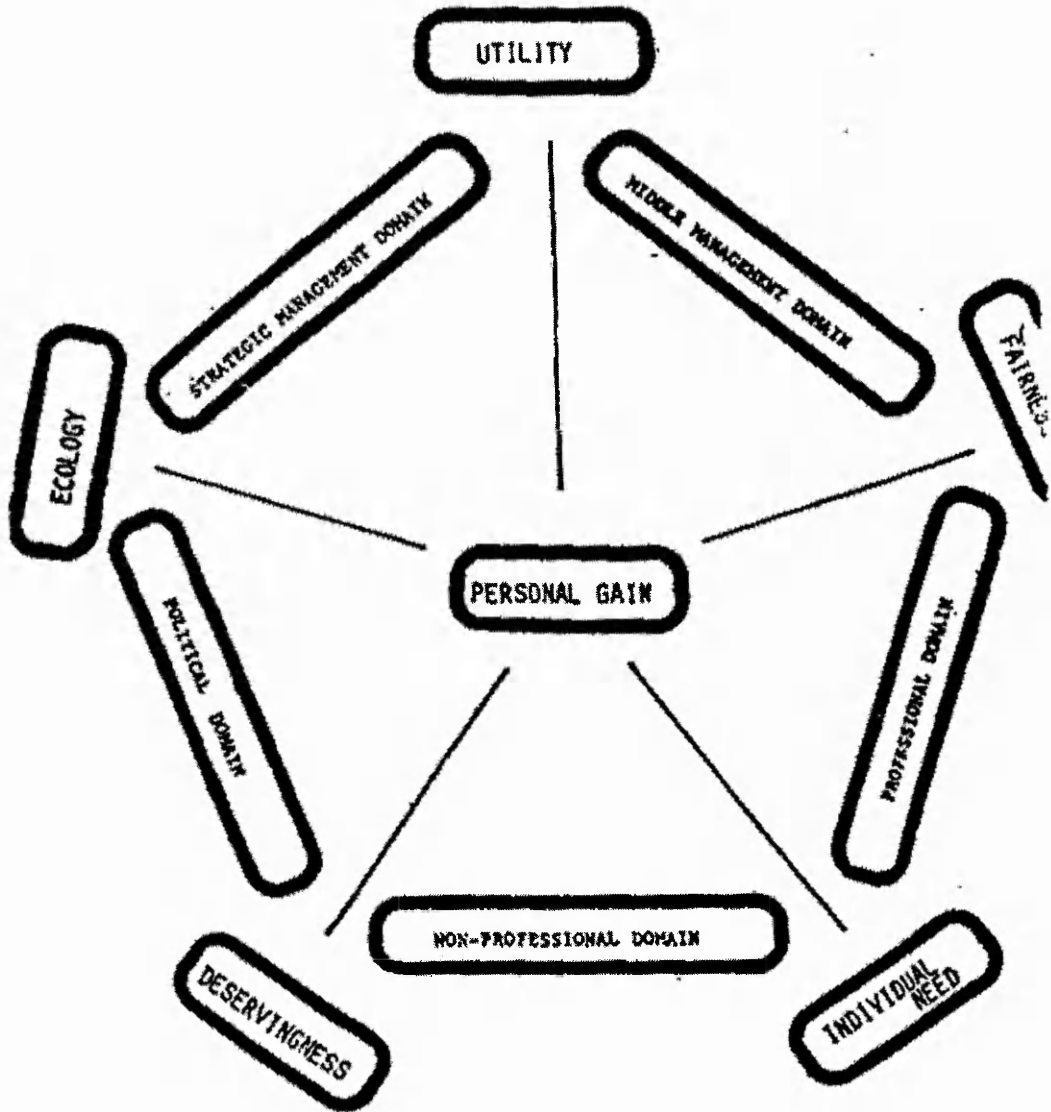 UTILITY
STRATEGIC MANAGEMENT DOMAIN
MIDDLE MANAGEMENT DOMAIN
ECOLOGY
FAIRNESS
PERSONAL GAIN
POLITICAL DOMAIN
PROFESSIONAL DOMAIN
NON-PROFESSIONAL DOMAIN
DESERVINGNESS
INDIVIDUAL
NEED